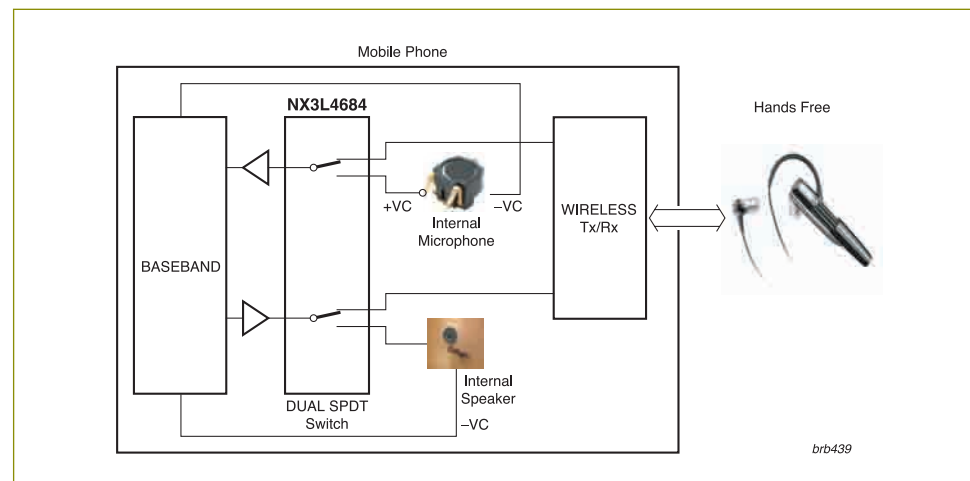 Mobile Phone
NX3L4684
Hands Free
+VC
–VC
Internal
Microphone
WIRELESS
Tx/Rx
BASEBAND
Internal
Speaker
DUAL SPDT
Switch
–VC
brb439